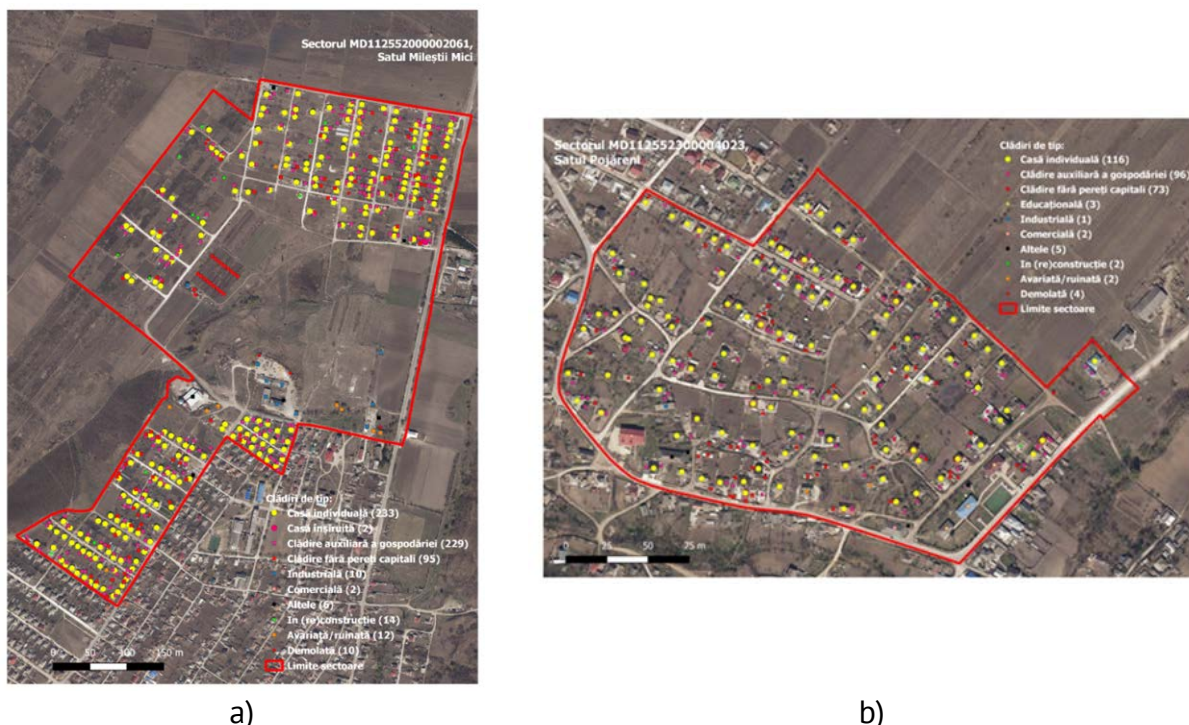 Sectorul MD112552000002061,
Satul Mileștii Mici
Clădiri de tip:
Casă individuală (233)
Casă însiruită (2)
Clădire auxiliară a gospodăriei (229)
Clădire fără pereți capitali (95)
Industrială (10)
Comercială (2)
Altele (6)
In (re)construcție (14)
Avariată/ruinată (12)
Demolată (10)
Limite sectoare
0 50 100 150 m
a)
Sectorul MD112552300004023,
Satul Pojăreni
Clădiri de tip:
Casă individuală (116)
Clădire auxiliară a gospodăriei (96)
Clădire fără pereți capitali (73)
Educațională (3)
Industrială (1)
Comercială (2)
Altele (5)
In (re)construcție (2)
Avariată/ruinată (2)
Demolată (4)
Limite sectoare
0 25 50 75 m
b)